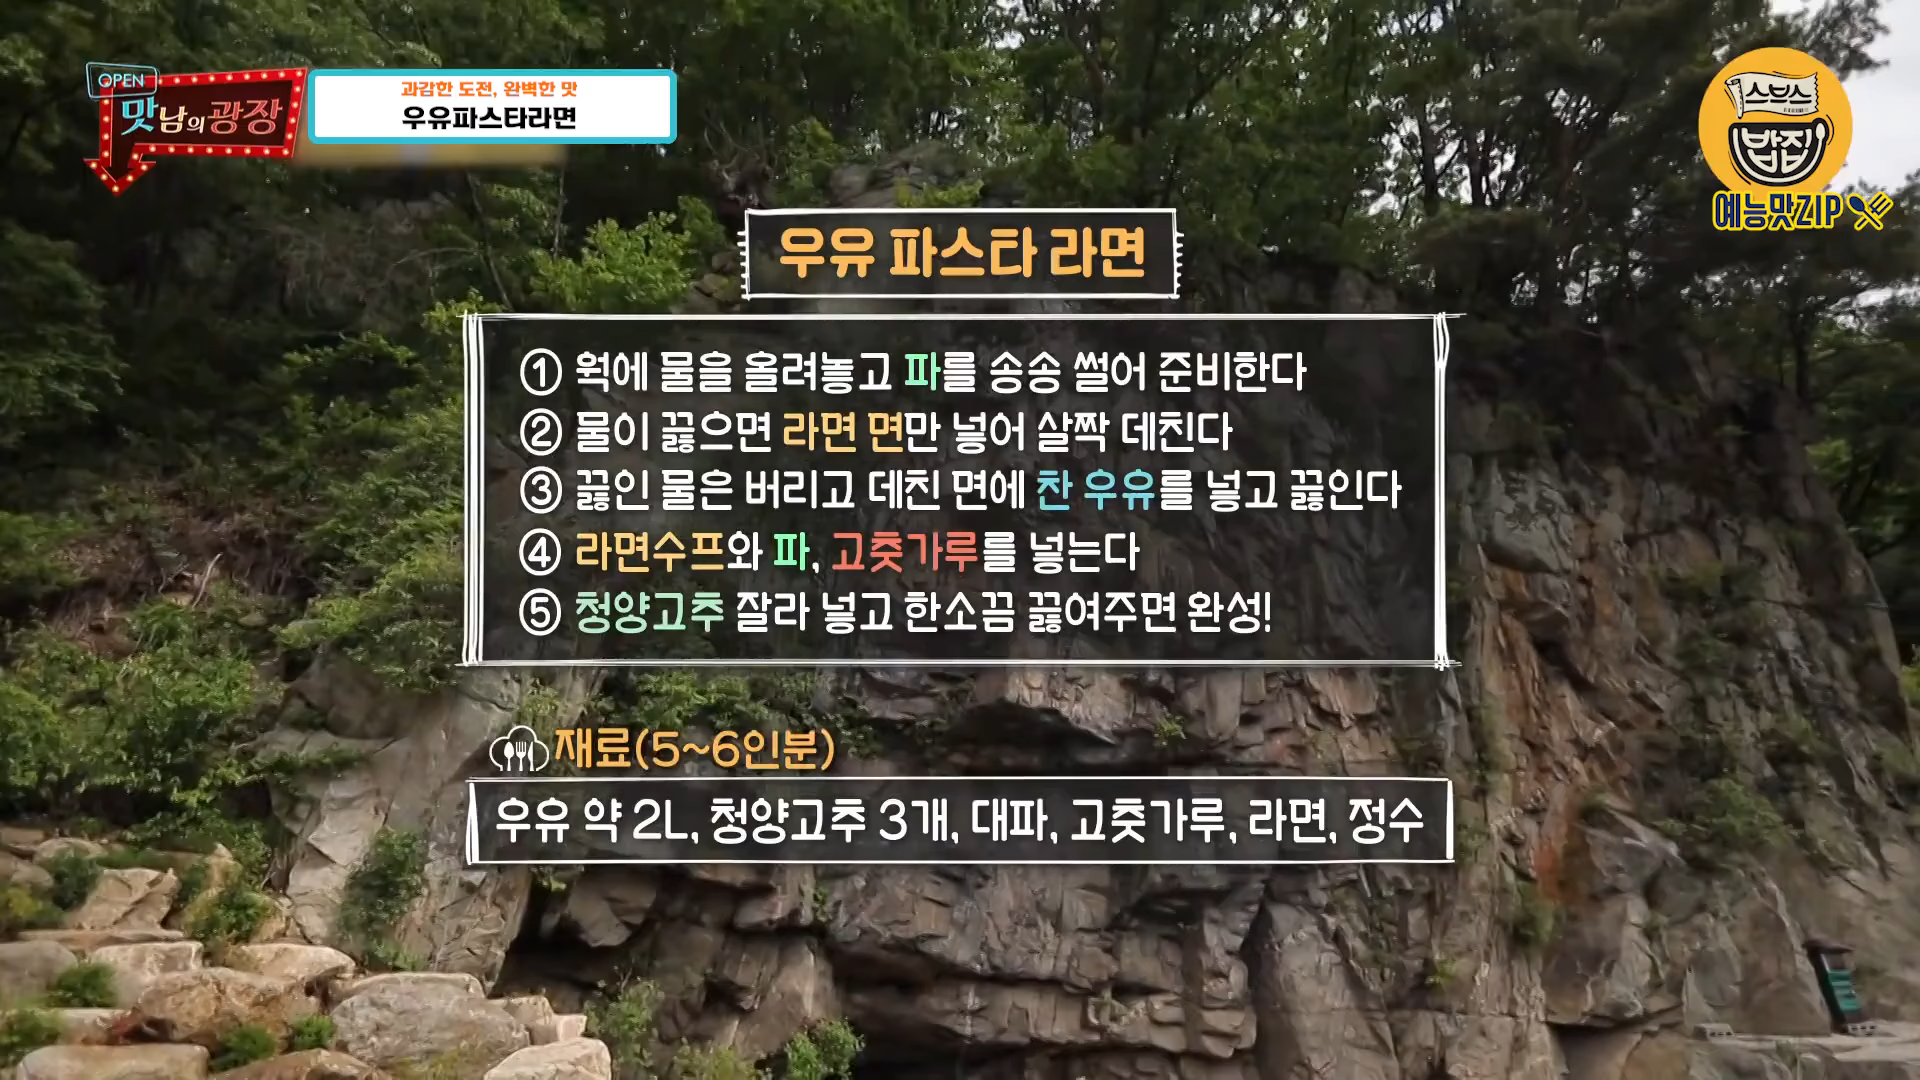 OPEN
맛남의 광장
과감한 도전, 완벽한 맛
우유파스타라면
스브스
밥집
예능맛ZIP
우유 파스타 라면
① 웍에 물을 올려놓고 파를 송송 썰어 준비한다
② 물이 끓으면 라면 면만 넣어 살짝 데친다
③ 끓인 물은 버리고 데친 면에 찬 우유를 넣고 끓인다
④ 라면수프와 파, 고춧가루를 넣는다
⑤ 청양고추 잘라 넣고 한소끔 끓여주면 완성!
재료(5~6인분)
우유 약 2L, 청양고추 3개, 대파, 고춧가루, 라면, 정수